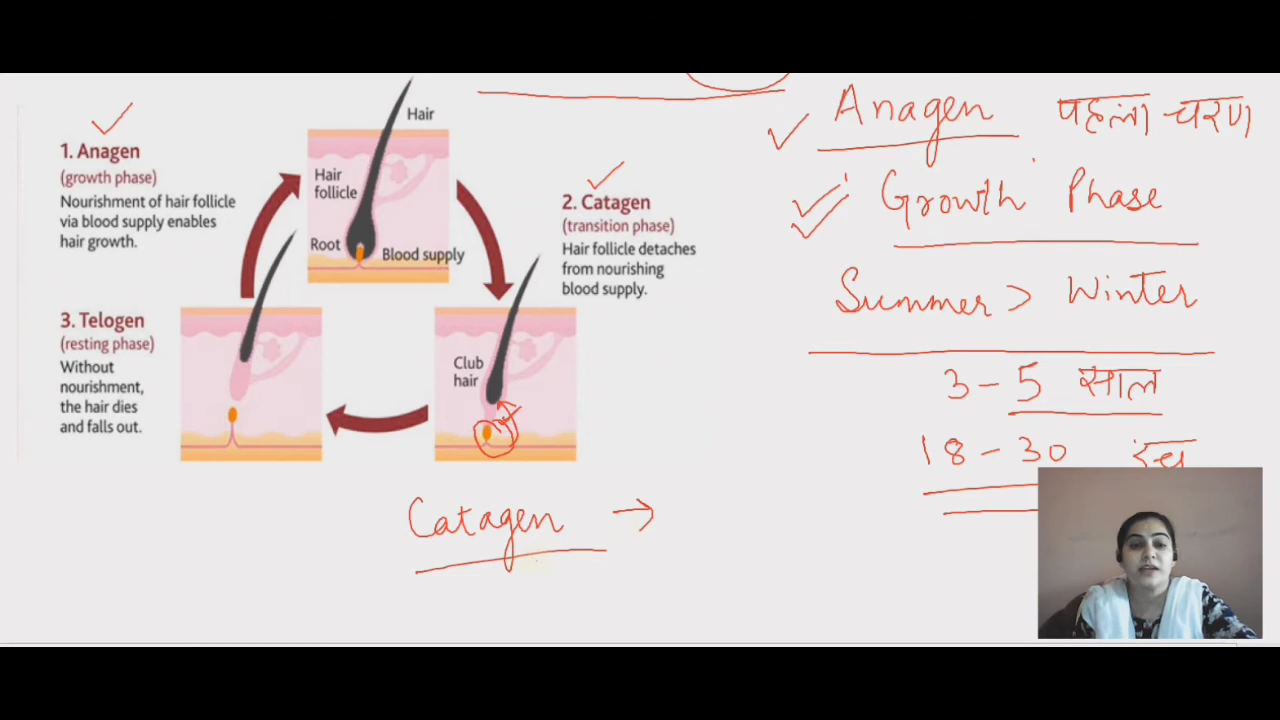 Hair
Hair
follicle
Root
Blood supply
1. Anagen
(growth phase)
Nourishment of hair follicle
via blood supply enables
hair growth.
2. Catagen
(transition phase)
Hair follicle detaches
from nourishing
blood supply.
3. Telogen
(resting phase)
Without
nourishment,
the hair dies
and falls out.
Club
hair
Catagen →
Anagen पहला चरण
Growth Phase
Summer > Winter
3 - 5 साल
18 - 30